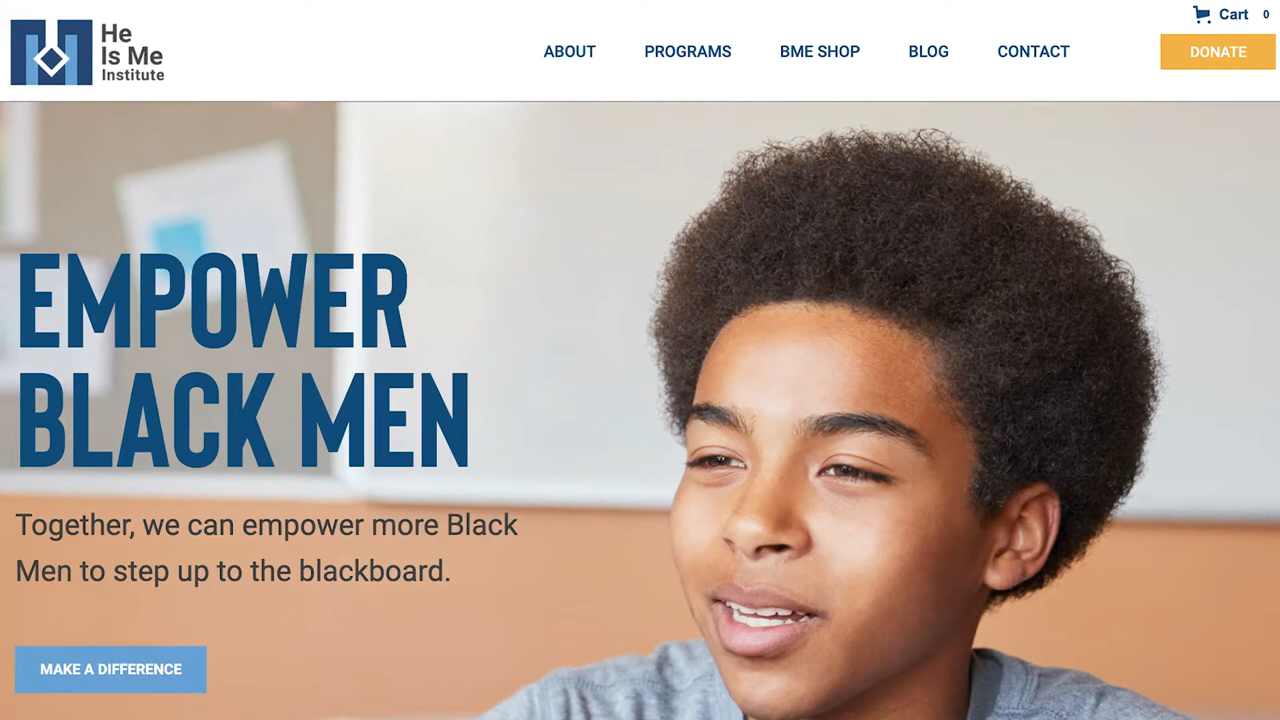 Cart 0
He
Is Me
Institute
ABOUT PROGRAMS BME SHOP BLOG CONTACT DONATE
EMPOWER
BLACK MEN
Together, we can empower more Black
Men to step up to the blackboard.
MAKE A DIFFERENCE